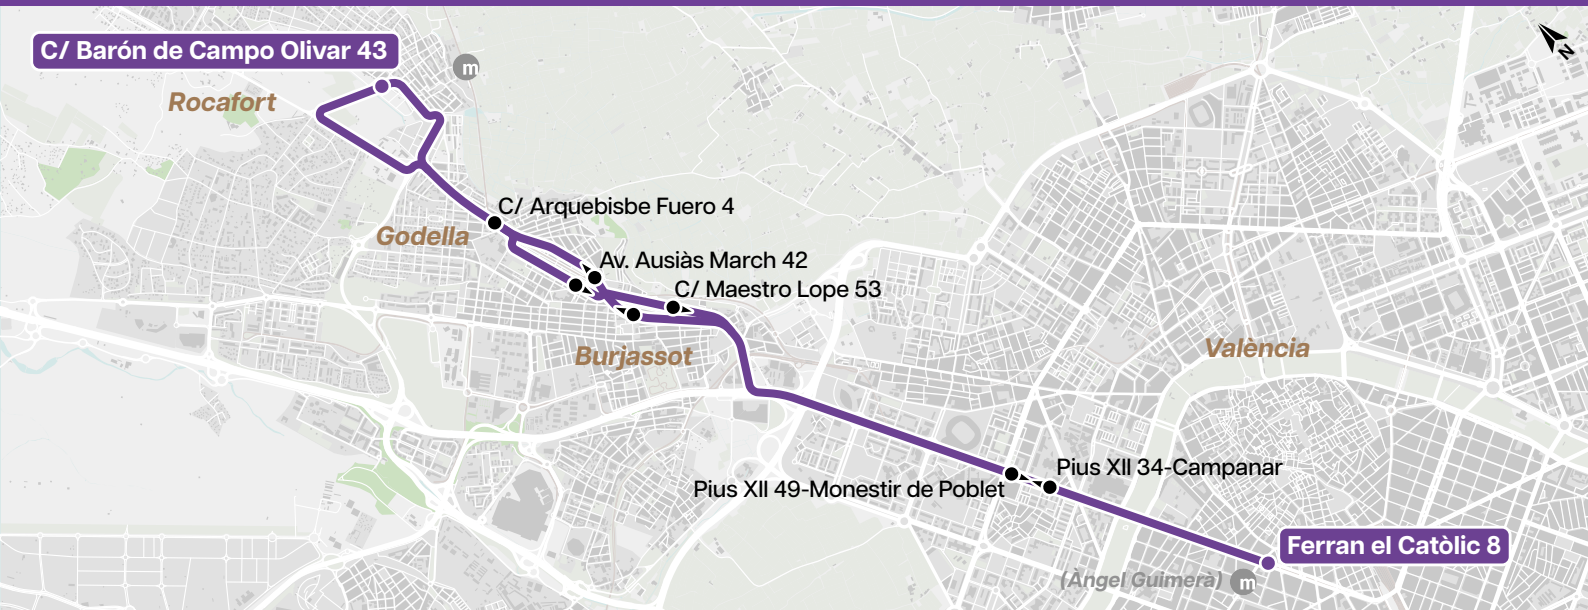 C/ Barón de Campo Olivar 43
m
N
Rocafort
C/ Arquebisbe Fuero 4
Godella
Av. Ausiàs March 42
C/ Maestro Lope 53
València
Burjassot
Pius XII 34-Campanar
Pius XII 49-Monestir de Poblet
Ferran el Catòlic 8
(Àngel Guimerà) m